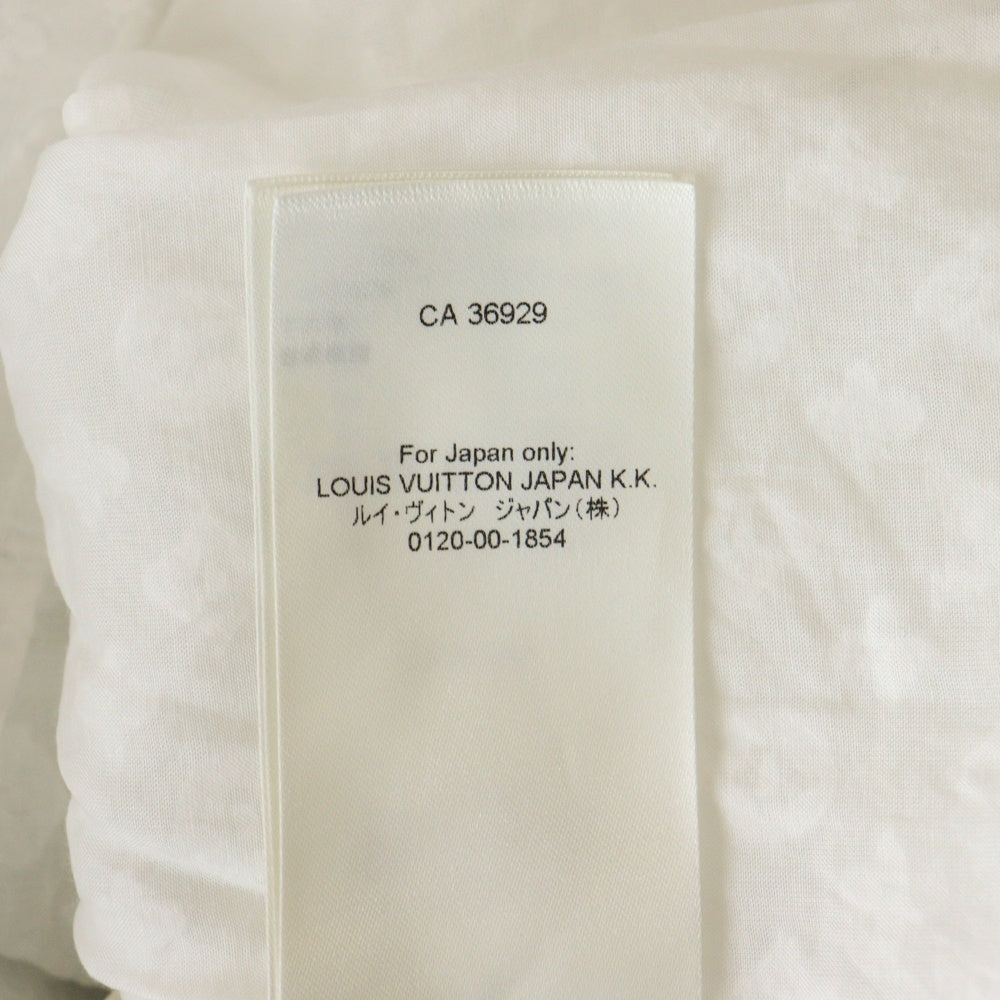 CA 36929
For Japan only:
LOUIS VUITTON JAPAN K.K.
ルイ・ヴィトン ジャパン(株)
0120-00-1854